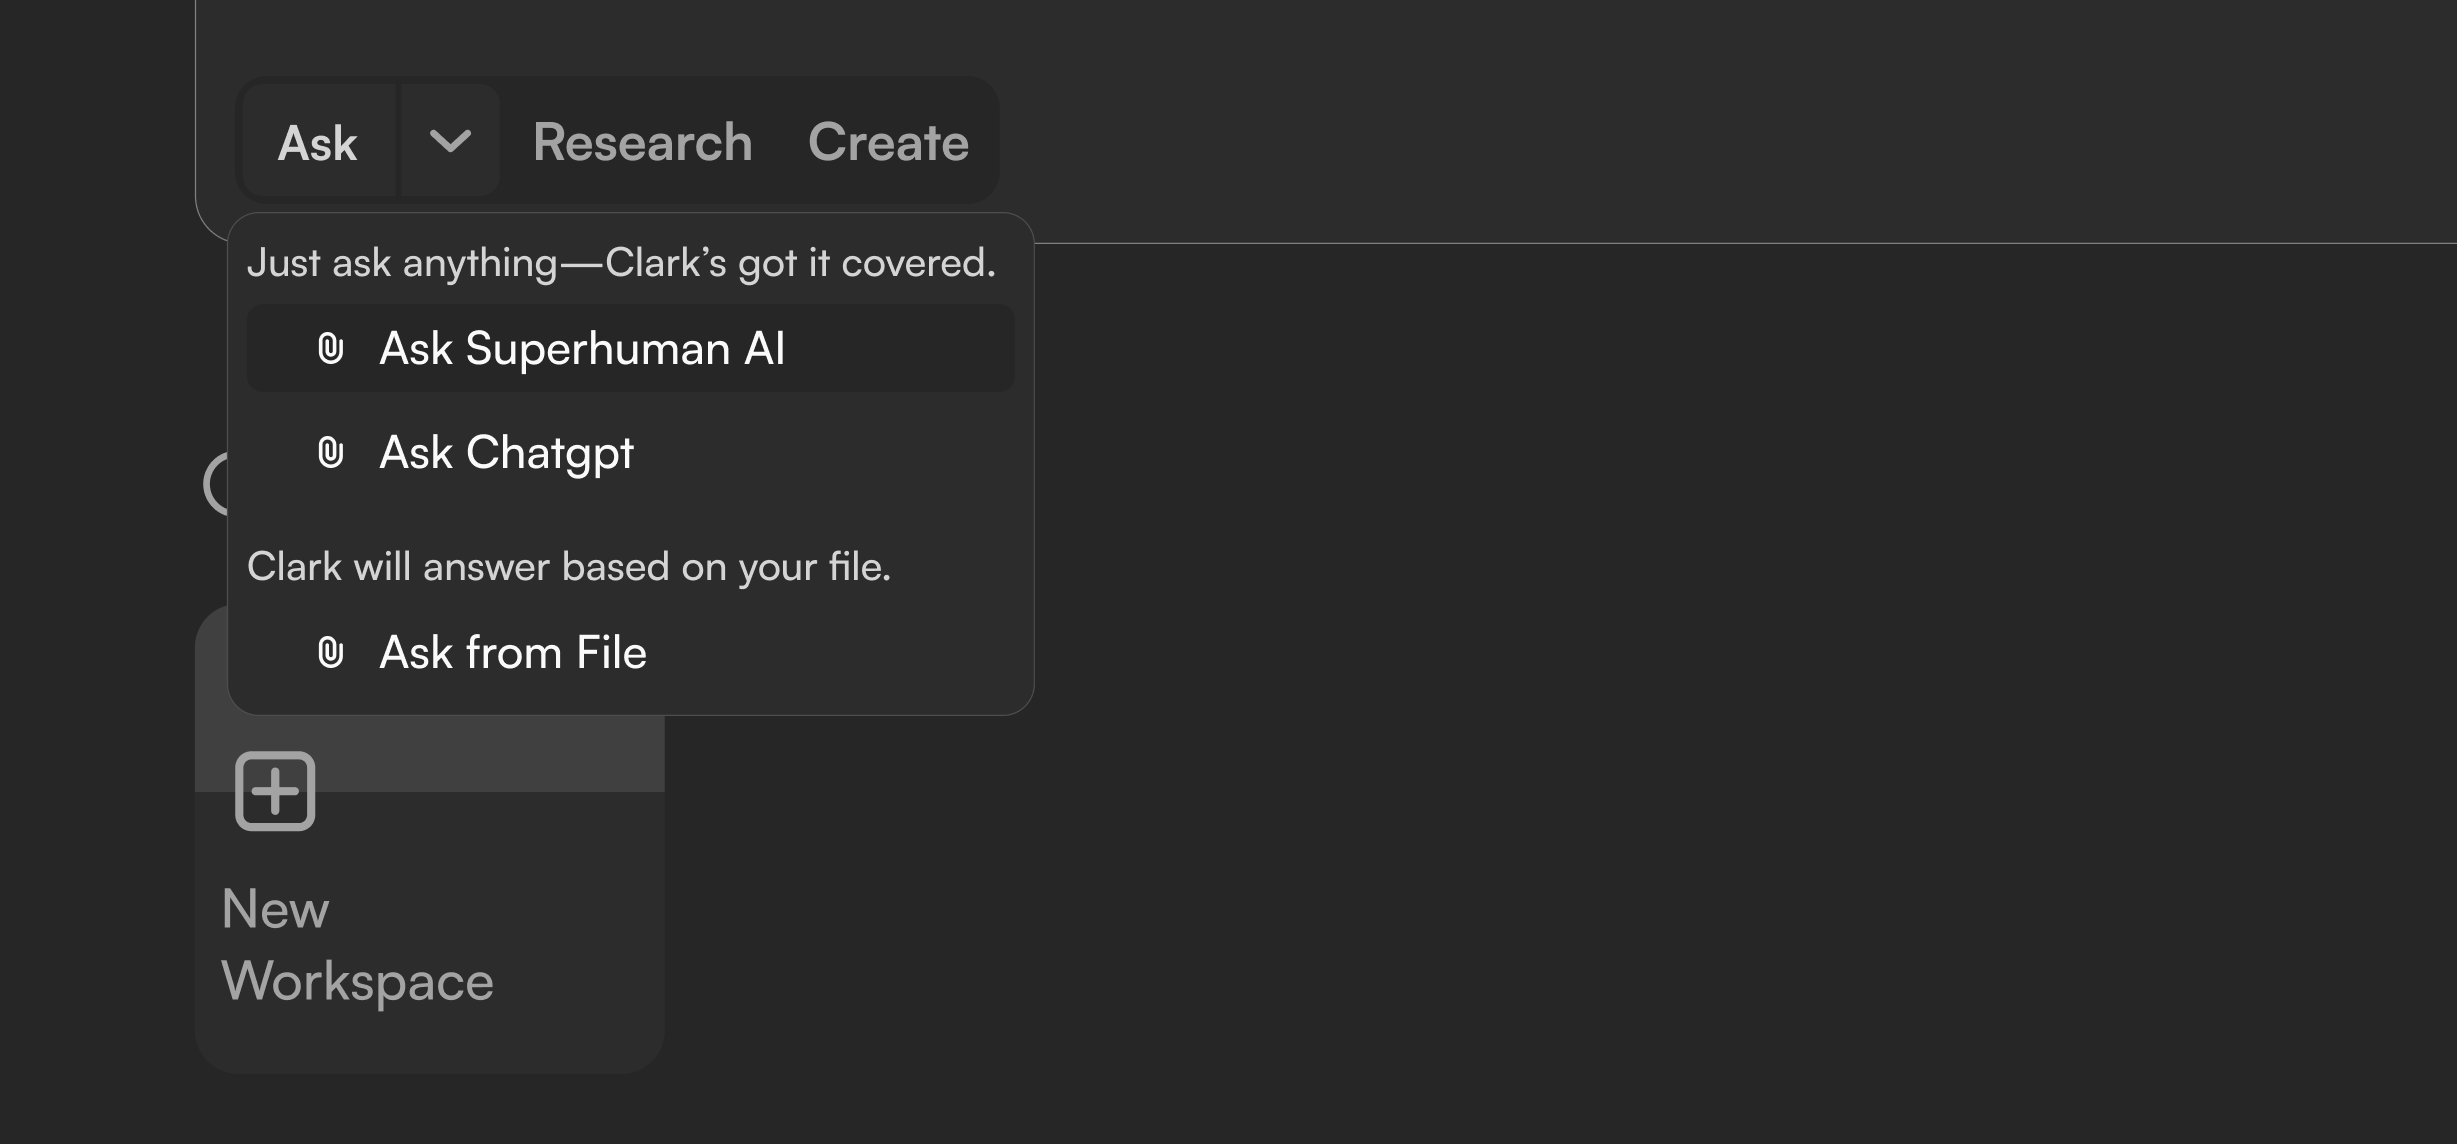 Ask Research Create
Just ask anything—Clark’s got it covered.
Ask Superhuman AI
Ask Chatgpt
Clark will answer based on your file.
Ask from File
New
Workspace